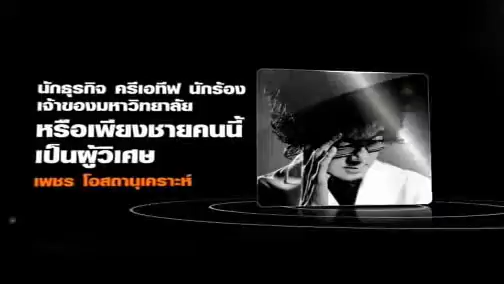 นักธุรกิจ ครีเอทีฟ นักร้อง
เจ้าของมหาวิทยาลัย
หรือเพียงชายคนนี้
เป็นผู้วิเศษ
เพชร โอสถานุเคราะห์